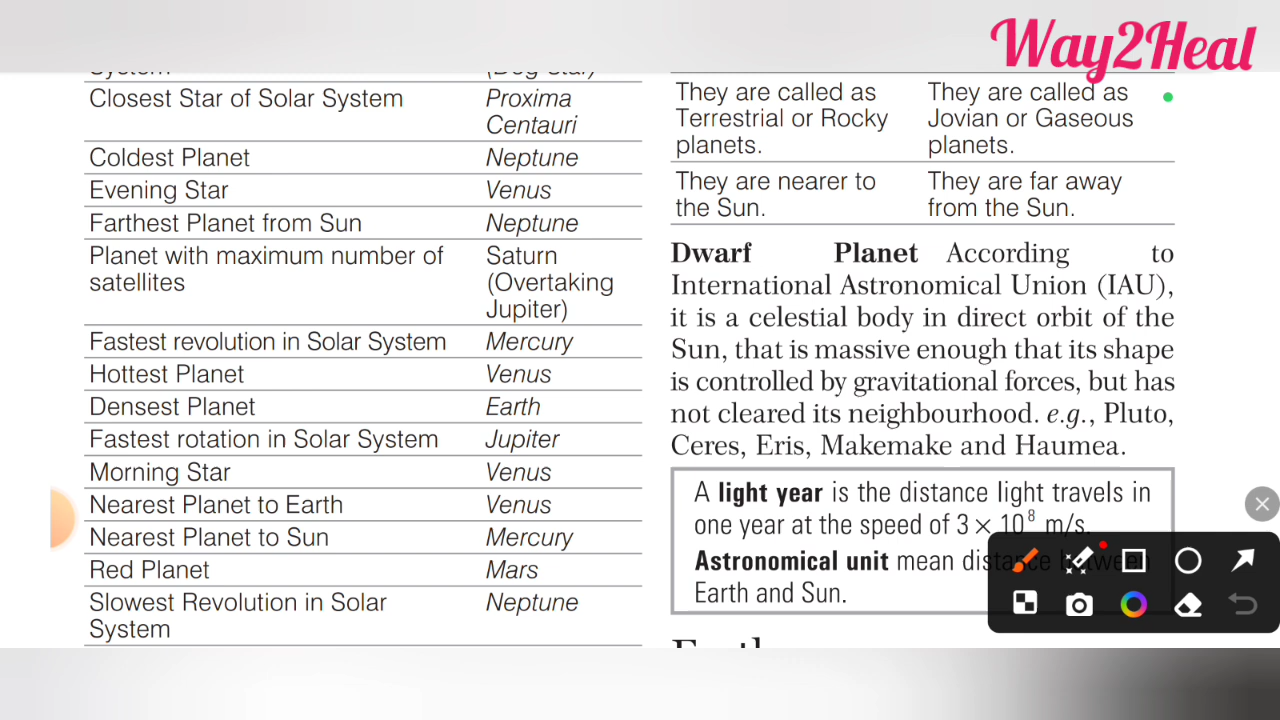 Way2Heal
Closest Star of Solar System Proxima
Centauri
Coldest Planet Neptune
Evening Star Venus
Farthest Planet from Sun Neptune
Planet with maximum number of Saturn
satellites (Overtaking
Jupiter)
Fastest revolution in Solar System Mercury
Hottest Planet Venus
Densest Planet Earth
Fastest rotation in Solar System Jupiter
Morning Star Venus
Nearest Planet to Earth Venus
Nearest Planet to Sun Mercury
Red Planet Mars
Slowest Revolution in Solar Neptune
System
They are called as They are called as
Terrestrial or Rocky Jovian or Gaseous
planets. planets.
They are nearer to They are far away
the Sun. from the Sun.
Dwarf Planet According to
International Astronomical Union (IAU),
it is a celestial body in direct orbit of the
Sun, that is massive enough that its shape
is controlled by gravitational forces, but has
not cleared its neighbourhood. e.g., Pluto,
Ceres, Eris, Makemake and Haumea.
A light year is the distance light travels in
one year at the speed of 3 × 10⁸ m/s.
Astronomical unit mean distance between
Earth and Sun.